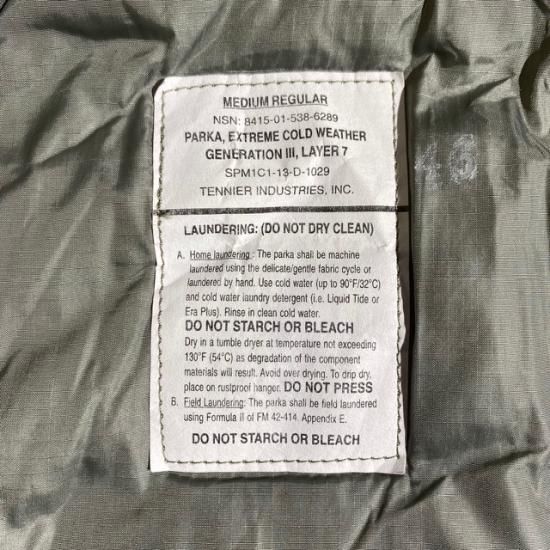 MEDIUM REGULAR
NSN: 8415-01-538-6289
PARKA, EXTREME COLD WEATHER
GENERATION III, LAYER 7
SPM1C1-13-D-1029
TENNIER INDUSTRIES, INC.
46
LAUNDERING: (DO NOT DRY CLEAN)
A. Home laundering: The parka shall be machine
laundered using the delicate/gentle fabric cycle or
laundered by hand. Use cold water (up to 90°F/32°C)
and cold water laundry detergent (i.e. Liquid Tide or
Era Plus). Rinse in clean cold water.
DO NOT STARCH OR BLEACH
Dry in a tumble dryer at temperature not exceeding
130°F (54°C) as degradation of the component
materials will result. Avoid over drying. To drip dry,
place on rustproof hanger. DO NOT PRESS
B. Field Laundering: The parka shall be field laundered
using Formula II of FM 42-414. Appendix E.
DO NOT STARCH OR BLEACH